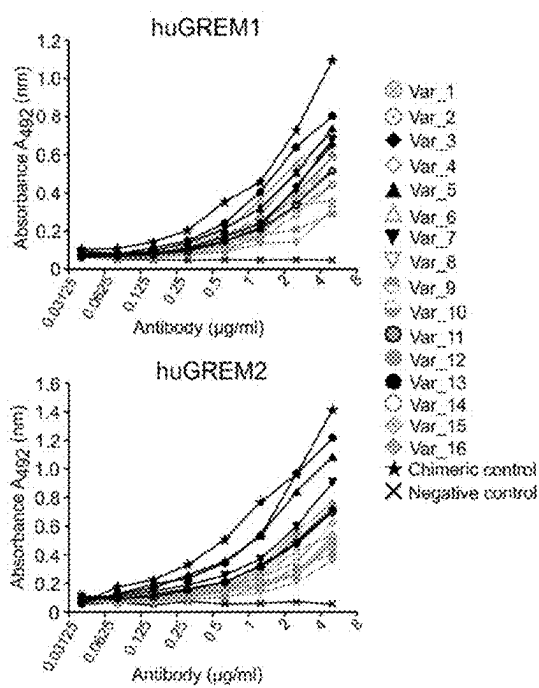 huGREM1
Absorbance A492 (nm)
1.2
1.0
0.8
0.6
0.4
0.2
0
0.03125
0.0625
0.125
0.25
0.5
1
2
4
8
Antibody (µg/ml)
huGREM2
Absorbance A492 (nm)
1.6
1.4
1.2
1.0
0.8
0.6
0.4
0.2
0
0.03125
0.0625
0.125
0.25
0.5
1
2
4
8
Antibody (µg/ml)
Var_1
Var_2
Var_3
Var_4
Var_5
Var_6
Var_7
Var_8
Var_9
Var_10
Var_11
Var_12
Var_13
Var_14
Var_15
Var_16
Chimeric control
Negative control